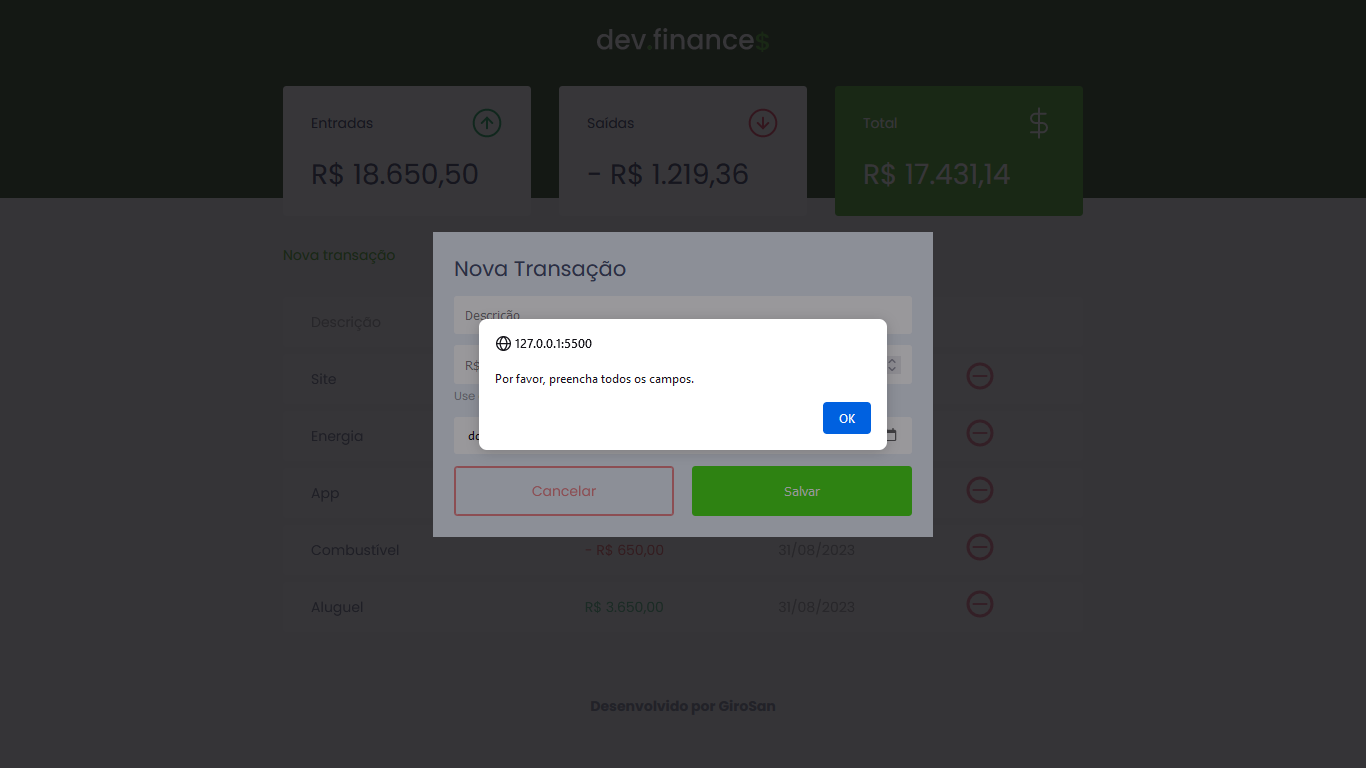 dev.finance$
Entradas
R$ 18.650,50
Saídas
- R$ 1.219,36
Total
R$ 17.431,14
Nova transação
Nova Transação
Descrição
Descrição
127.0.0.1:5500
Por favor, preencha todos os campos.
OK
R$
Use
Cancelar
Salvar
Site
Energia
App
Combustível
- R$ 650,00
31/08/2023
Aluguel
R$ 3.650,00
31/08/2023
Desenvolvido por GiroSan